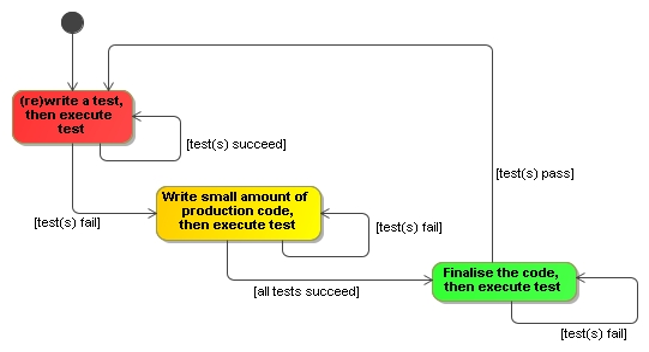 (re)write a test,
then execute
test
[test(s) succeed]
[test(s) pass]
[test(s) fail]
Write small amount of
production code,
then execute test
[test(s) fail]
[all tests succeed]
Finalise the code,
then execute test
[test(s) fail]